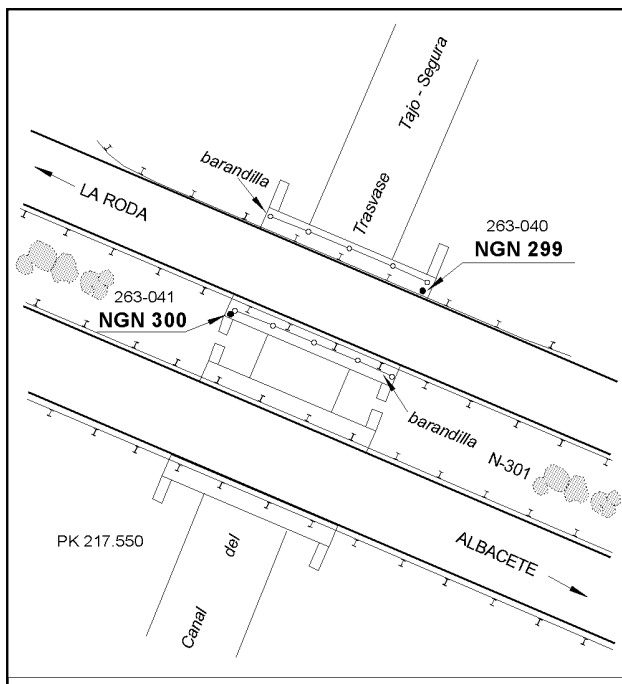 Tajo - Segura
Trasvase
barandilla
LA RODA
263-040
NGN 299
263-041
NGN 300
barandilla
N-301
PK 217.550
ALBACETE
Canal del